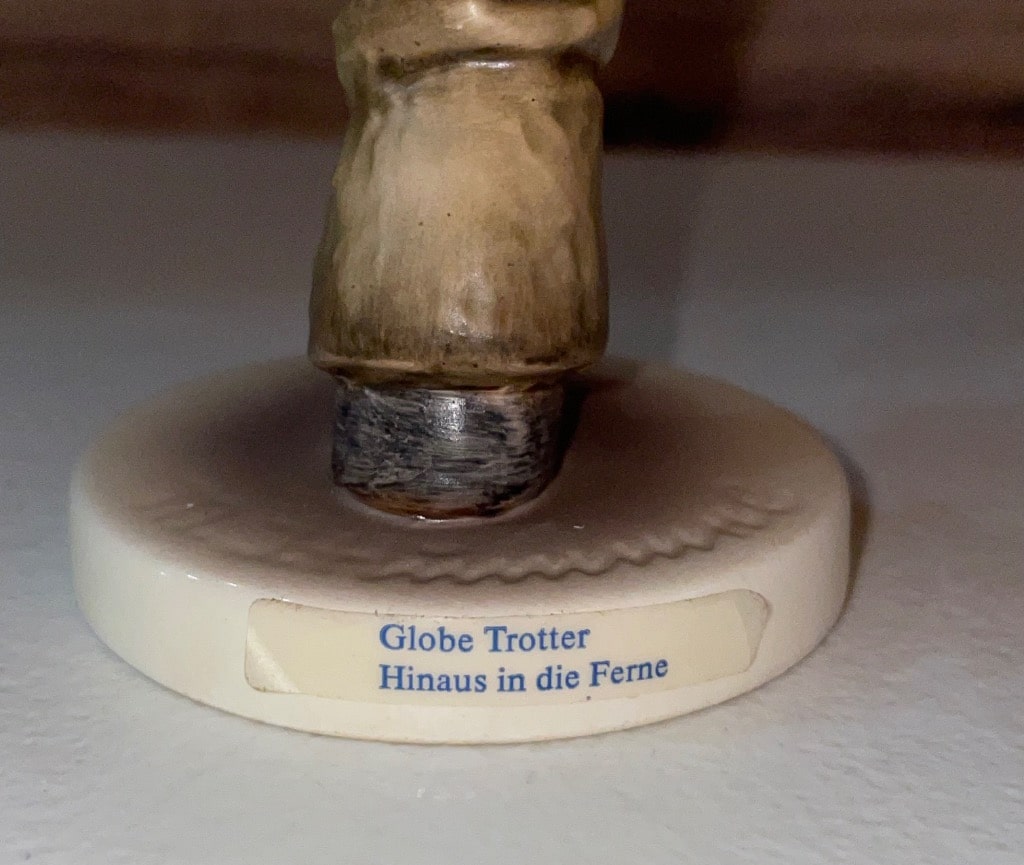 Globe Trotter
Hinaus in die Ferne